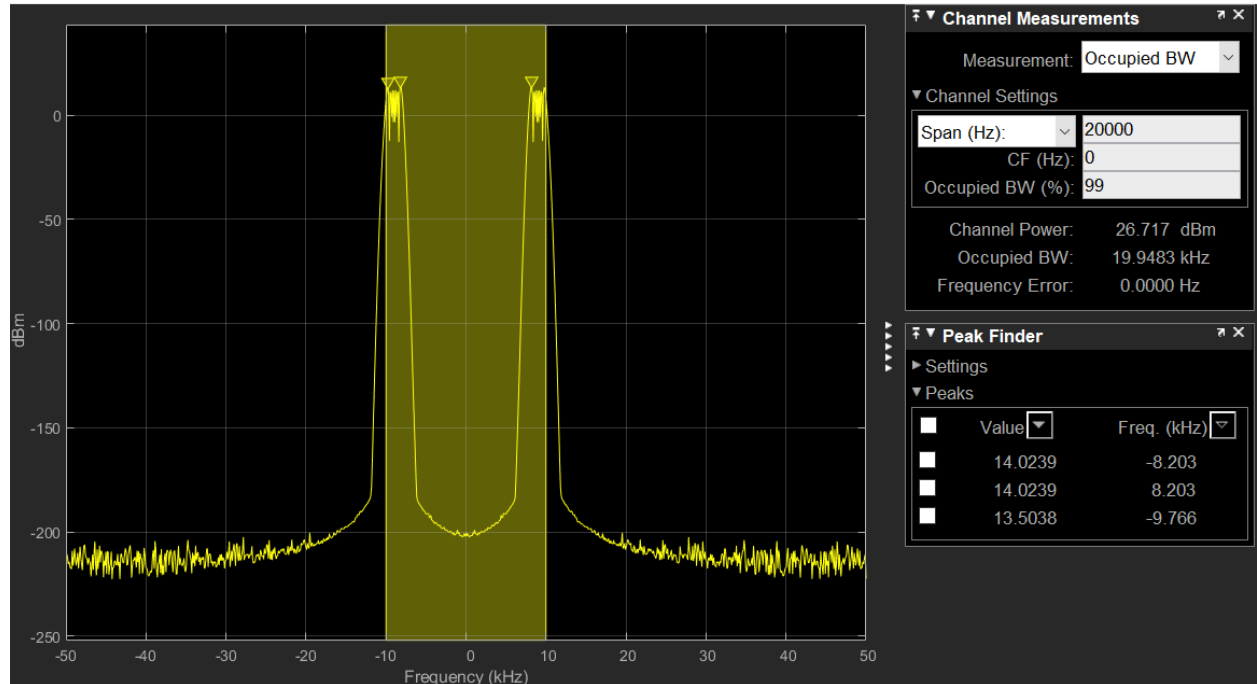 0
-50
-100
-150
-200
-250
dBm
-50 -40 -30 -20 -10 0 10 20 30 40 50
Frequency (kHz)
Channel Measurements
Measurement: Occupied BW
Channel Settings
Span (Hz): 20000
CF (Hz): 0
Occupied BW (%): 99
Channel Power: 26.717 dBm
Occupied BW: 19.9483 kHz
Frequency Error: 0.0000 Hz
Peak Finder
Settings
Peaks
Value Freq. (kHz)
14.0239 -8.203
14.0239 8.203
13.5038 -9.766